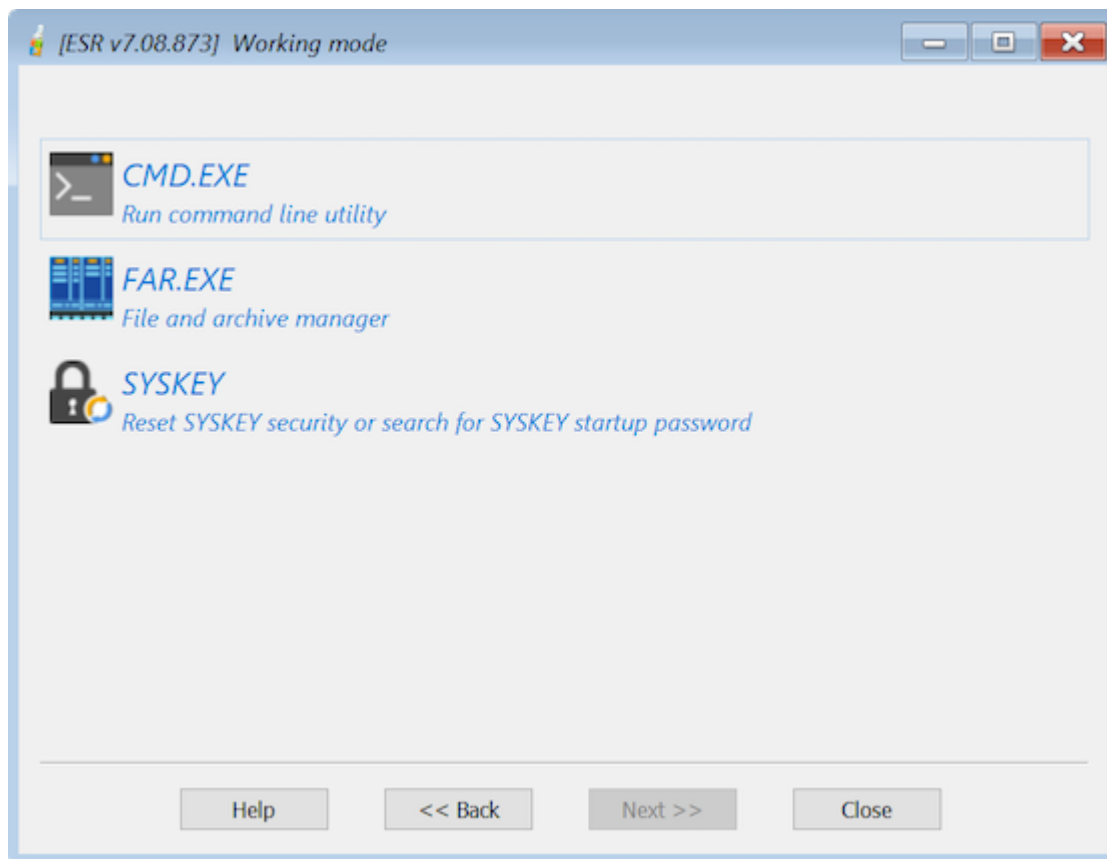 [ESR v7.08.873] Working mode
CMD.EXE
Run command line utility
FAR.EXE
File and archive manager
SYSKEY
Reset SYSKEY security or search for SYSKEY startup password
Help
<< Back
Next >>
Close